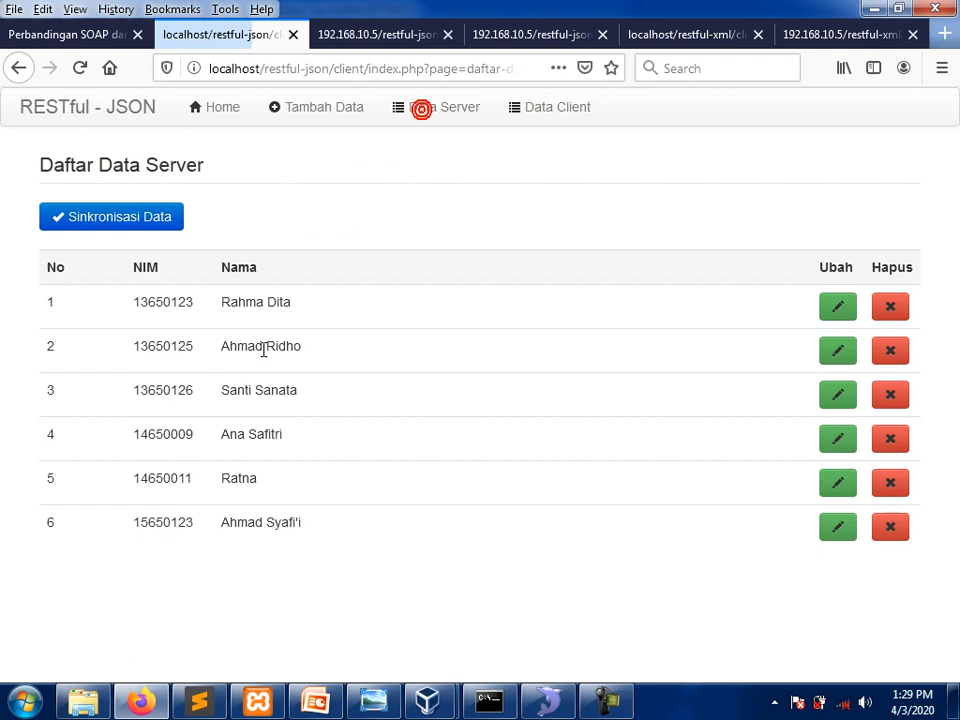 File Edit View History Bookmarks Tools Help
Perbandingan SOAP da
localhost/restful-json/cl
192.168.10.5/restful-json
192.168.10.5/restful-json
localhost/restful-xml/cl
192.168.10.5/restful-xml
localhost/restful-json/client/index.php?page=daftar-d
Search
RESTful - JSON Home Tambah Data Server Data Client
Daftar Data Server
Sinkronisasi Data
No NIM Nama Ubah Hapus
1 13650123 Rahma Dita
2 13650125 Ahmad Ridho
3 13650126 Santi Sanata
4 14650009 Ana Safitri
5 14650011 Ratna
6 15650123 Ahmad Syafi'i
1:29 PM
4/3/2020